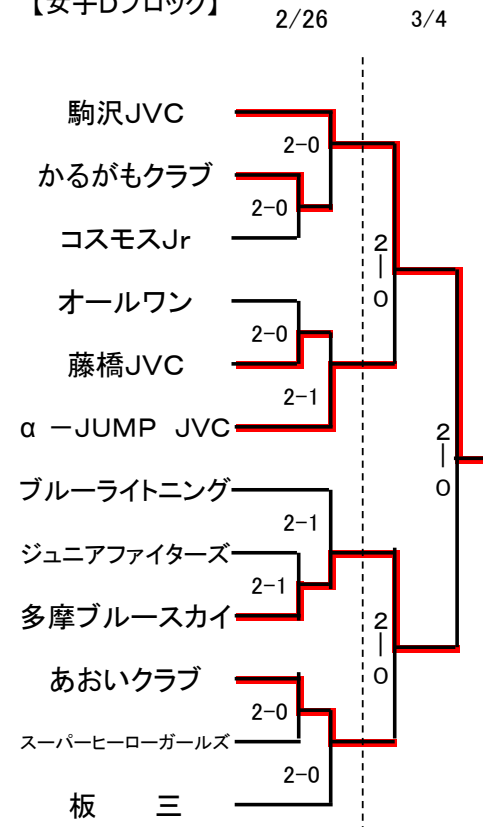 【女子Dブロック】
2/26
3/4
駒沢JVC
2-0
かるがもクラブ
2-0
コスモスJr
2－0
オールワン
2-0
藤橋JVC
2-1
α －JUMP JVC
2－0
ブルーライトニング
2-1
ジュニアファイターズ
2-1
多摩ブルースカイ
2－0
あおいクラブ
2-0
スーパーヒーローガールズ
2-0
板　三